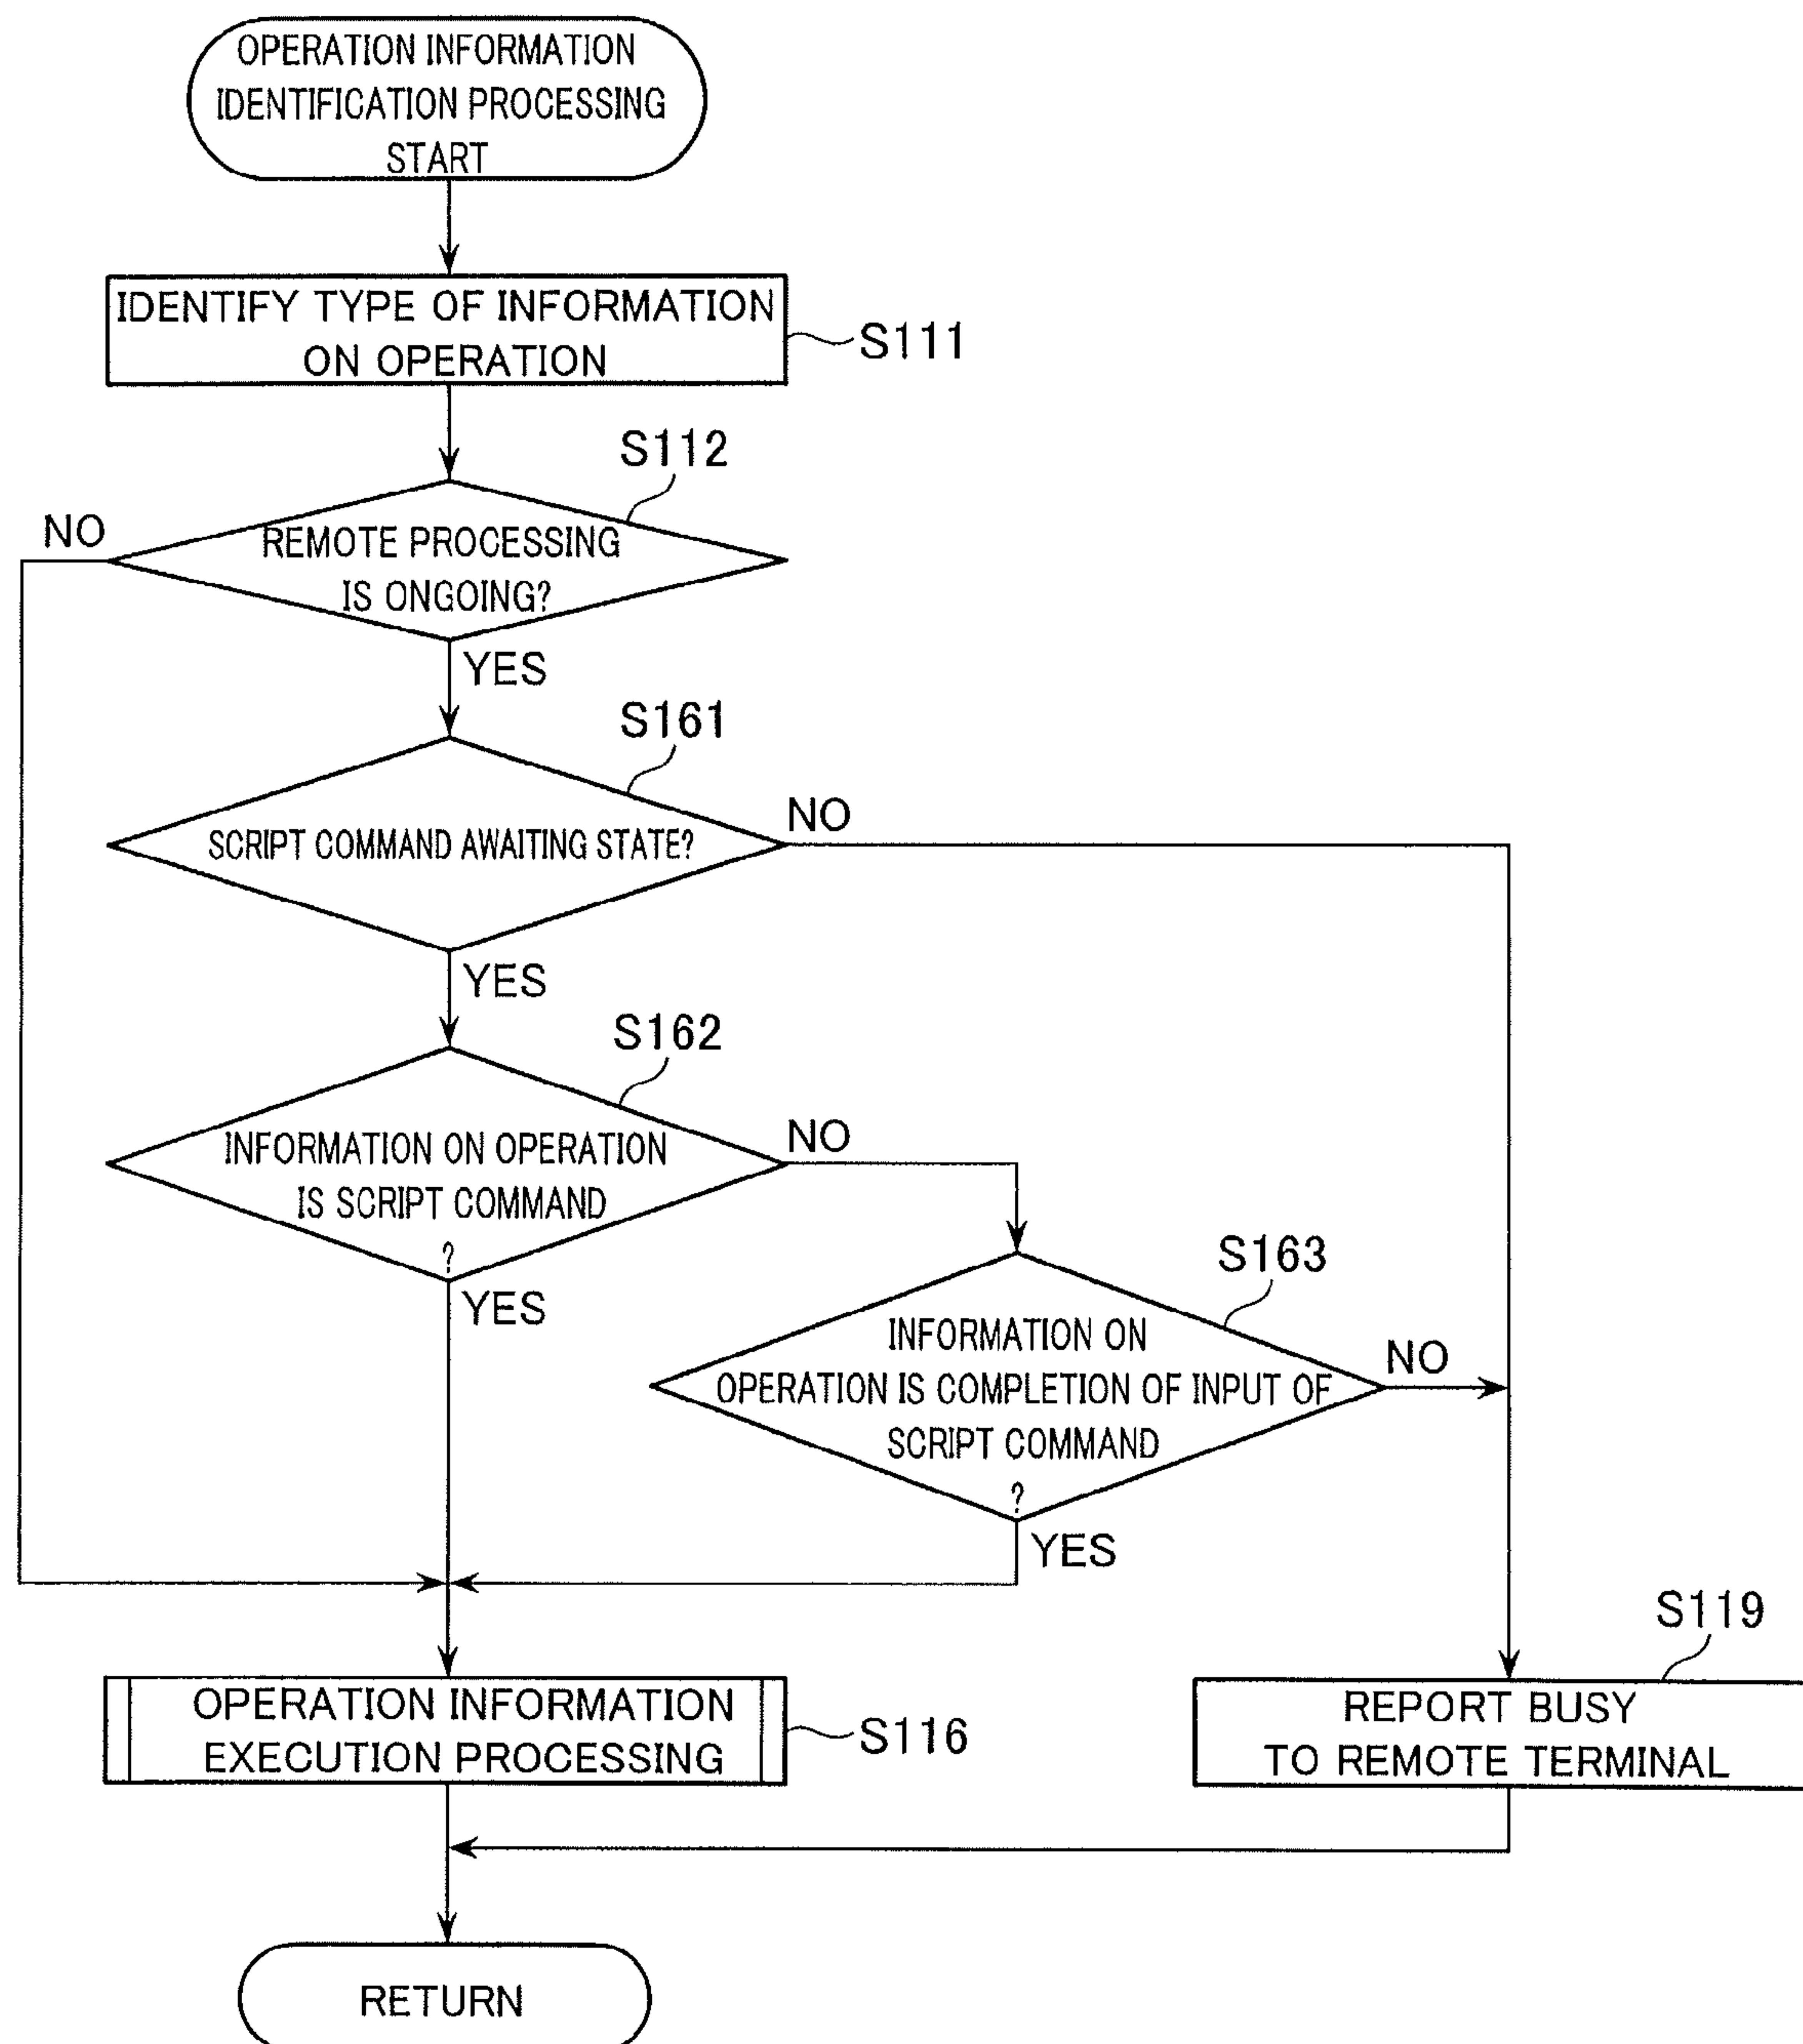 OPERATION INFORMATION
IDENTIFICATION PROCESSING
START
IDENTIFY TYPE OF INFORMATION
ON OPERATION
S111
S112
NO
REMOTE PROCESSING
IS ONGOING?
YES
S161
NO
SCRIPT COMMAND AWAITING STATE?
YES
S162
NO
INFORMATION ON OPERATION
IS SCRIPT COMMAND
?
YES
S163
INFORMATION ON
OPERATION IS COMPLETION OF INPUT OF
SCRIPT COMMAND
?
NO
YES
OPERATION INFORMATION
EXECUTION PROCESSING
S116
S119
REPORT BUSY
TO REMOTE TERMINAL
RETURN